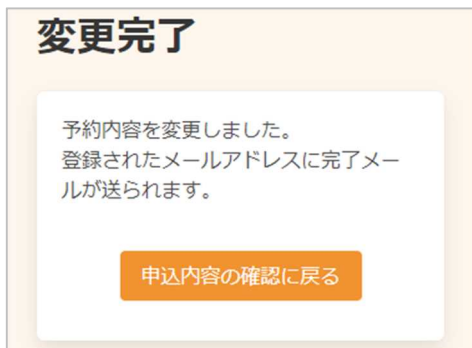 変更完了
予約内容を変更しました。
登録されたメールアドレスに完了メー
ルが送られます。
申込内容の確認に戻る